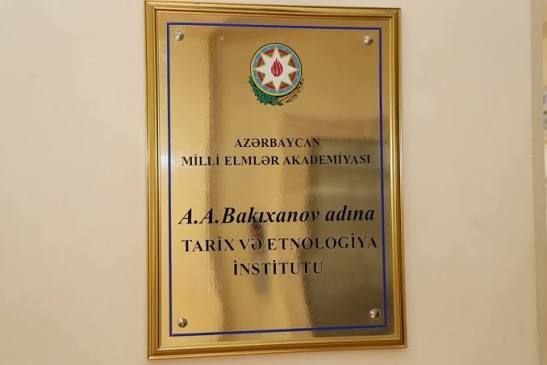 AZƏRBAYCAN
MİLLİ ELMLƏR AKADEMİYASI
A.A.Bakıxanov adına
TARİX VƏ ETNOLOGİYA
İNSTİTUTU